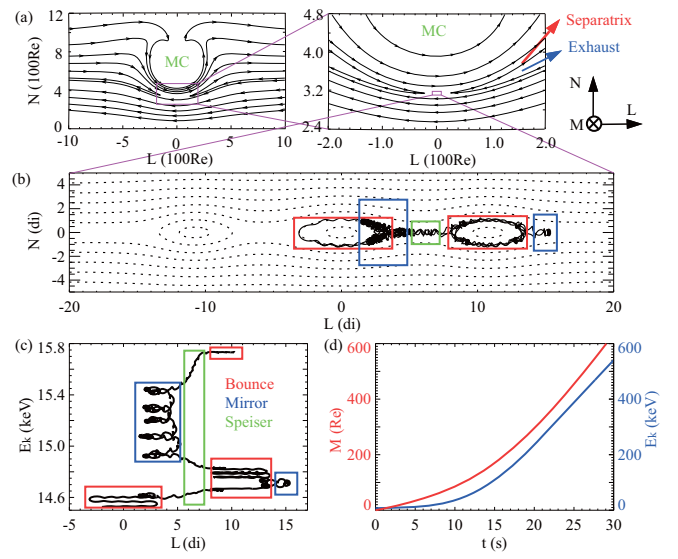 (a)
N (100Re)
12
8
4
0
-10 -5 0 5 10
L (100Re)
MC
4.8
4.0
3.2
2.4
-2.0 -1.0 0 1.0 2.0
L (100Re)
MC
Separatrix
Exhaust
N
M
L
(b)
N (di)
4
2
0
-2
-4
-20 -10 0 10 20
L (di)
(c)
Ek (keV)
15.8
15.4
15.0
14.6
-5 0 5 10 15
L (di)
Bounce
Mirror
Speiser
(d)
M (Re)
600
400
200
0
0 5 10 15 20 25 30
t (s)
600
400
200
0
Ek (keV)